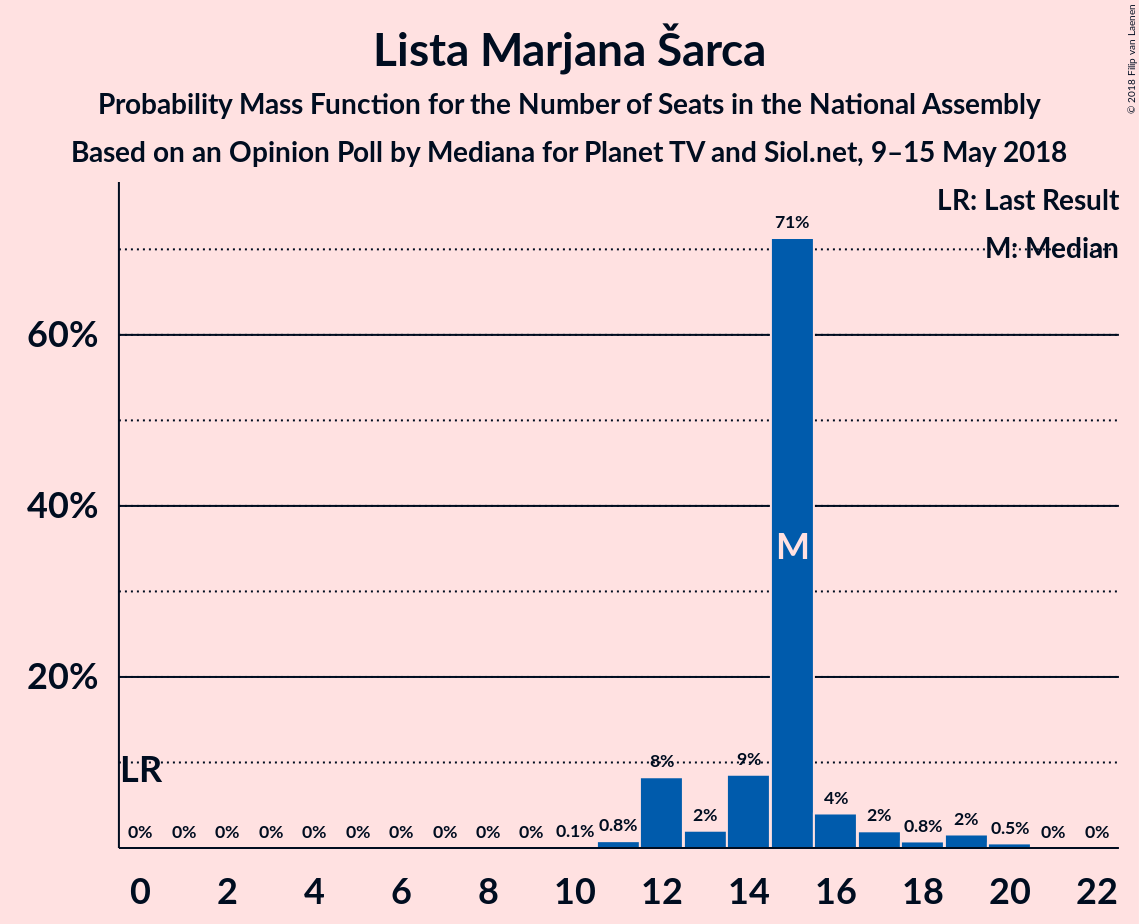 Lista Marjana Šarca
Probability Mass Function for the Number of Seats in the National Assembly
Based on an Opinion Poll by Mediana for Planet TV and Siol.net, 9–15 May 2018
© 2018 Filip van Laenen
LR: Last Result
M: Median
60%
40%
20%
LR
M
0% 0% 0% 0% 0% 0% 0% 0% 0% 0% 0.1% 0.8% 8% 2% 9% 71% 4% 2% 0.8% 2% 0.5% 0% 0%
0 2 4 6 8 10 12 14 16 18 20 22